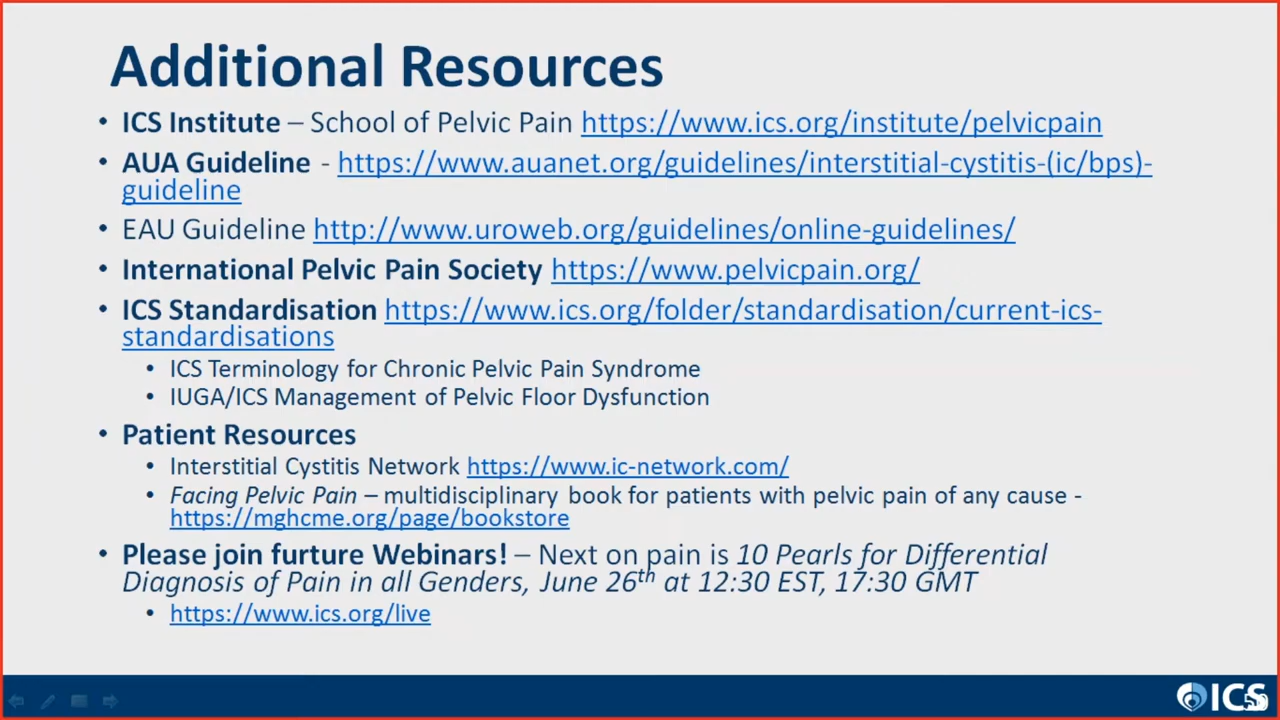 Additional Resources
• ICS Institute – School of Pelvic Pain https://www.ics.org/institute/pelvicpain
• AUA Guideline - https://www.auanet.org/guidelines/interstitial-cystitis-(ic/bps)-
guideline
• EAU Guideline http://www.uroweb.org/guidelines/online-guidelines/
• International Pelvic Pain Society https://www.pelvicpain.org/
• ICS Standardisation https://www.ics.org/folder/standardisation/current-ics-
standardisations
• ICS Terminology for Chronic Pelvic Pain Syndrome
• IUGA/ICS Management of Pelvic Floor Dysfunction
• Patient Resources
• Interstitial Cystitis Network https://www.ic-network.com/
• Facing Pelvic Pain – multidisciplinary book for patients with pelvic pain of any cause -
https://mghcme.org/page/bookstore
• Please join furture Webinars! – Next on pain is 10 Pearls for Differential
Diagnosis of Pain in all Genders, June 26th at 12:30 EST, 17:30 GMT
• https://www.ics.org/live
ICS